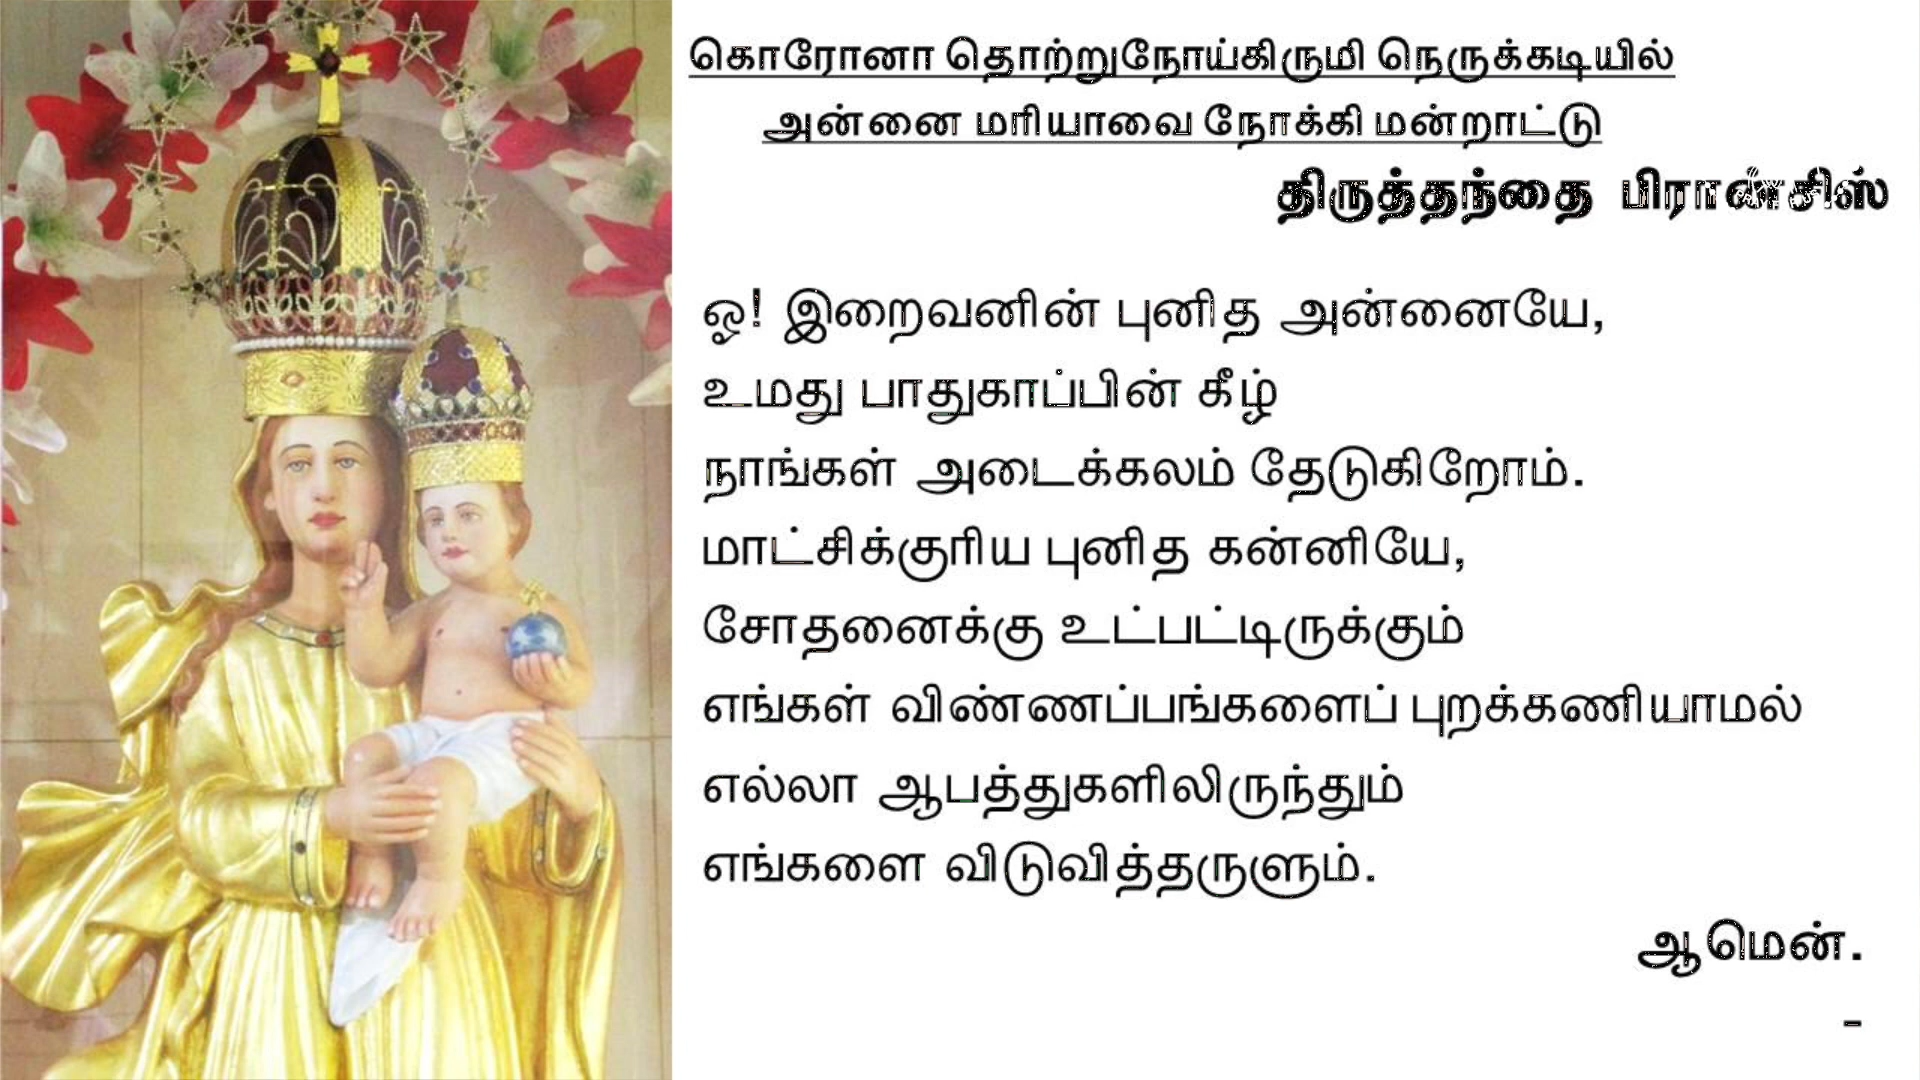 கொரோனா தொற்றுநோய்கிருமி நெருக்கடியில்
அன்னை மரியாவை நோக்கி மன்றாட்டு
திருத்தந்தை பிரான்சிஸ்
ஓ! இறைவனின் புனித அன்னையே,
உமது பாதுகாப்பின் கீழ்
நாங்கள் அடைக்கலம் தேடுகிறோம்.
மாட்சிக்குரிய புனித கன்னியே,
சோதனைக்கு உட்பட்டிருக்கும்
எங்கள் விண்ணப்பங்களைப் புறக்கணியாமல்
எல்லா ஆபத்துகளிலிருந்தும்
எங்களை விடுவித்தருளும்.
ஆமென்.
-